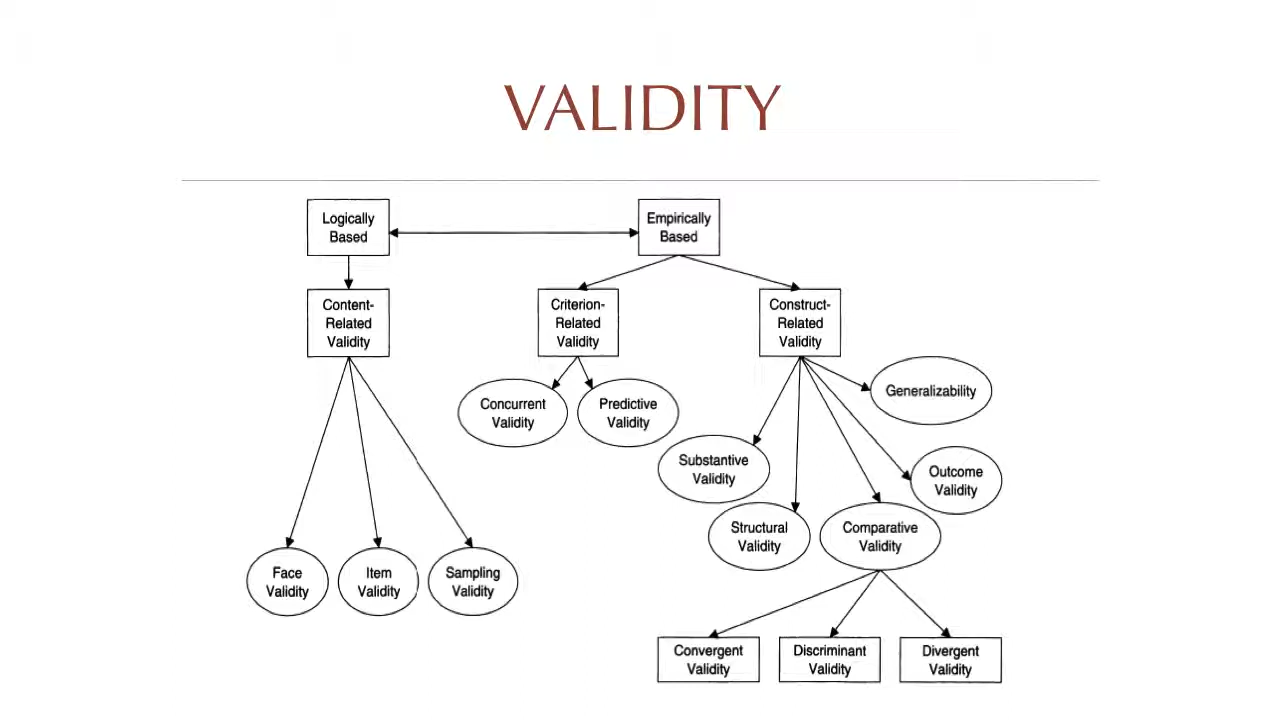 VALIDITY
Logically
Based
Empirically
Based
Content-
Related
Validity
Criterion-
Related
Validity
Construct-
Related
Validity
Generalizability
Concurrent
Validity
Predictive
Validity
Substantive
Validity
Outcome
Validity
Structural
Validity
Comparative
Validity
Face
Validity
Item
Validity
Sampling
Validity
Convergent
Validity
Discriminant
Validity
Divergent
Validity